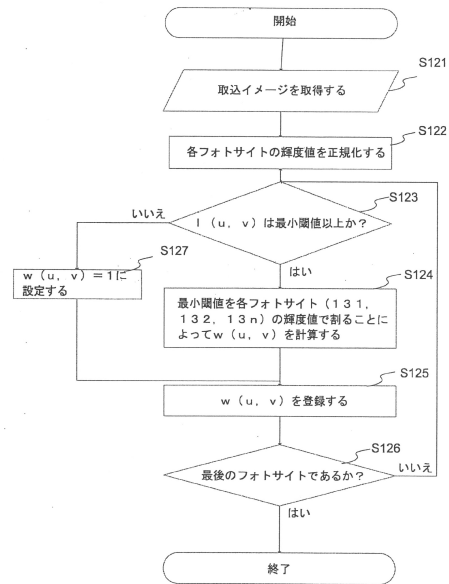 開始
S121
取込イメージを取得する
S122
各フォトサイトの輝度値を正規化する
S123
I（u，v）は最小閾値以上か？
いいえ
はい
S127
w（u，v）＝1に
設定する
S124
最小閾値を各フォトサイト（131，
132，13n）の輝度値で割ることに
よってw（u，v）を計算する
S125
w（u，v）を登録する
S126
最後のフォトサイトであるか？
いいえ
はい
終了